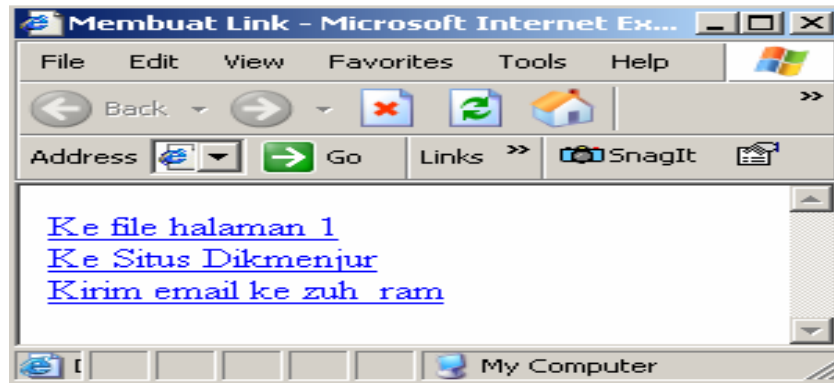 Membuat Link - Microsoft Internet Ex...
File Edit View Favorites Tools Help
Back
Address Go Links » SnagIt
Ke file halaman 1
Ke Situs Dikmenjur
Kirim email ke zuh_ram
My Computer